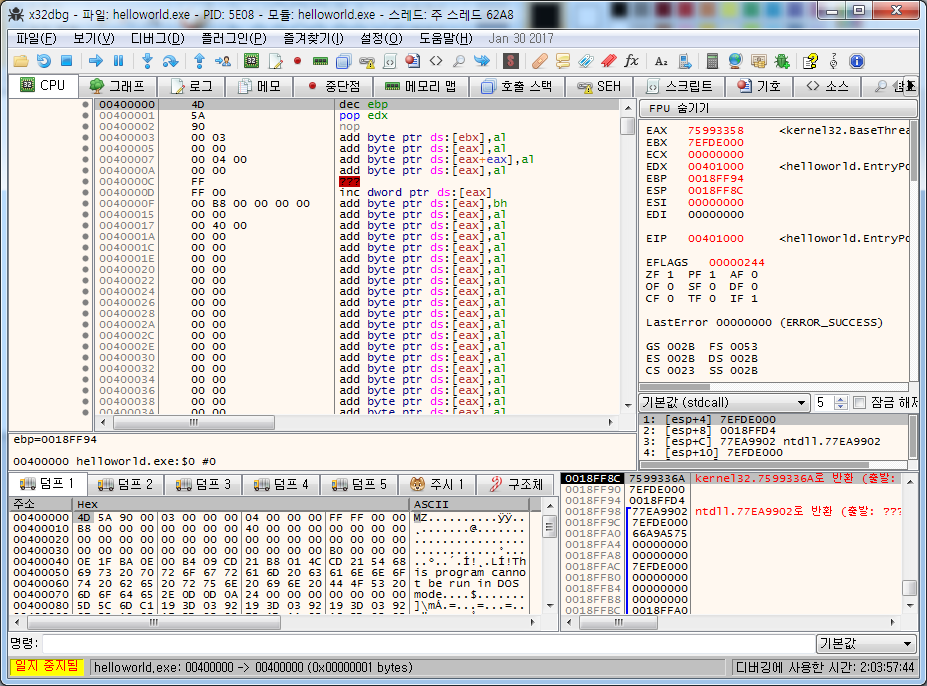 x32dbg - 파일: helloworld.exe - PID: 5E08 - 모듈: helloworld.exe - 스레드: 주 스레드 62A8
파일(F) 보기(V) 디버그(D) 플러그인(P) 즐겨찾기(I) 설정(O) 도움말(H) Jan 30 2017
CPU 그래프 로그 메모 중단점 메모리 맵 호출 스택 SEH 스크립트 기호 소스
00400000 4D dec ebp
00400001 5A pop edx
00400002 90 nop
00400003 00 03 add byte ptr ds:[ebx],al
00400005 00 00 add byte ptr ds:[eax],al
00400007 00 04 00 add byte ptr ds:[eax+eax],al
0040000A 00 00 add byte ptr ds:[eax],al
0040000C FF ???
0040000D FF 00 inc dword ptr ds:[eax]
0040000F 00 B8 00 00 00 00 add byte ptr ds:[eax],bh
00400015 00 00 add byte ptr ds:[eax],al
00400017 00 40 00 add byte ptr ds:[eax],al
0040001A 00 00 add byte ptr ds:[eax],al
0040001C 00 00 add byte ptr ds:[eax],al
0040001E 00 00 add byte ptr ds:[eax],al
00400020 00 00 add byte ptr ds:[eax],al
00400022 00 00 add byte ptr ds:[eax],al
00400024 00 00 add byte ptr ds:[eax],al
00400026 00 00 add byte ptr ds:[eax],al
00400028 00 00 add byte ptr ds:[eax],al
0040002A 00 00 add byte ptr ds:[eax],al
0040002C 00 00 add byte ptr ds:[eax],al
0040002E 00 00 add byte ptr ds:[eax],al
00400030 00 00 add byte ptr ds:[eax],al
00400032 00 00 add byte ptr ds:[eax],al
00400034 00 00 add byte ptr ds:[eax],al
00400036 00 00 add byte ptr ds:[eax],al
00400038 00 00 add byte ptr ds:[eax],al
0040003A 00 00 add byte ptr ds:[eax],al
FPU 숨기기
EAX 75993358 <kernel32.BaseThrea
EBX 7EFDE000
ECX 00000000
EDX 00401000 <helloworld.EntryPo
EBP 0018FF94
ESP 0018FF8C
ESI 00000000
EDI 00000000
EIP 00401000 <helloworld.EntryPo
EFLAGS 00000244
ZF 1 PF 1 AF 0
OF 0 SF 0 DF 0
CF 0 TF 0 IF 1
LastError 00000000 (ERROR_SUCCESS)
GS 002B FS 0053
ES 002B DS 002B
CS 0023 SS 002B
기본값 (stdcall) 5 잠금 해제
1: [esp+4] 7EFDE000
2: [esp+8] 0018FFD4
3: [esp+C] 77EA9902 ntdll.77EA9902
4: [esp+10] 7EFDE000
ebp=0018FF94
00400000 helloworld.exe:$0 #0
덤프 1 덤프 2 덤프 3 덤프 4 덤프 5 주시 1 구조체
주소 Hex ASCII
00400000 4D 5A 90 00 03 00 00 00 04 00 00 00 FF FF 00 00 MZ..........ÿÿ..
00400010 B8 00 00 00 00 00 00 00 40 00 00 00 00 00 00 00 ¸.......@.......
00400020 00 00 00 00 00 00 00 00 00 00 00 00 00 00 00 00 ................
00400030 00 00 00 00 00 00 00 00 00 00 00 00 B0 00 00 00 ............°...
00400040 0E 1F BA 0E 00 B4 09 CD 21 B8 01 4C CD 21 54 68 ..º..´.Í!¸.LÍ!Th
00400050 69 73 20 70 72 6F 67 72 61 6D 20 63 61 6E 6E 6F is program canno
00400060 74 20 62 65 20 72 75 6E 20 69 6E 20 44 4F 53 20 t be run in DOS
00400070 6D 6F 64 65 2E 0D 0D 0A 24 00 00 00 00 00 00 00 mode....$.......
00400080 5D 5C 6D C1 19 3D 03 92 19 3D 03 92 19 3D 03 92 ]\mÁ.=...=...=..
0018FF8C 7599336A kernel32.7599336A로 반환 (출발:
0018FF90 7EFDE000
0018FF94 0018FFD4
0018FF98 77EA9902 ntdll.77EA9902로 반환 (출발: ???
0018FF9C 7EFDE000
0018FFA0 66A9A575
0018FFA4 00000000
0018FFA8 00000000
0018FFAC 7EFDE000
0018FFB0 00000000
0018FFB4 00000000
0018FFB8 00000000
0018FFBC 0018FFA0
명령: 기본값
일시 중지됨 helloworld.exe: 00400000 -> 00400000 (0x00000001 bytes) 디버깅에 사용한 시간: 2:03:57:44